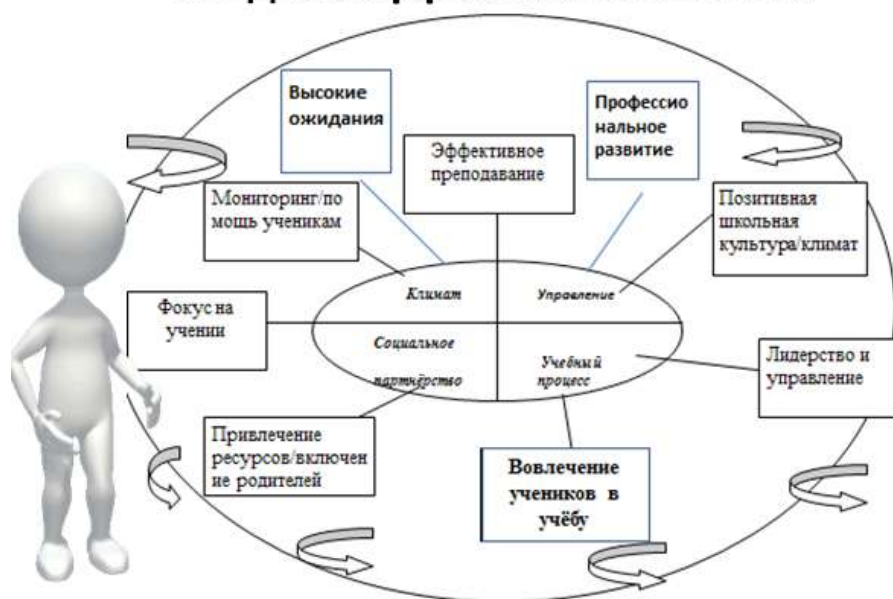 Высокие
ожидания
Профессио
нальное
развитие
Эффективное
преподавание
Мониторинг/по
мощь ученикам
Позитивная
школьная
культура/климат
Климат
Управление
Фокус на
учении
Социальное
партнёрство
Учебный
процесс
Лидерство и
управление
Привлечение
ресурсов/включен
ие родителей
Вовлечение
учеников в
учёбу